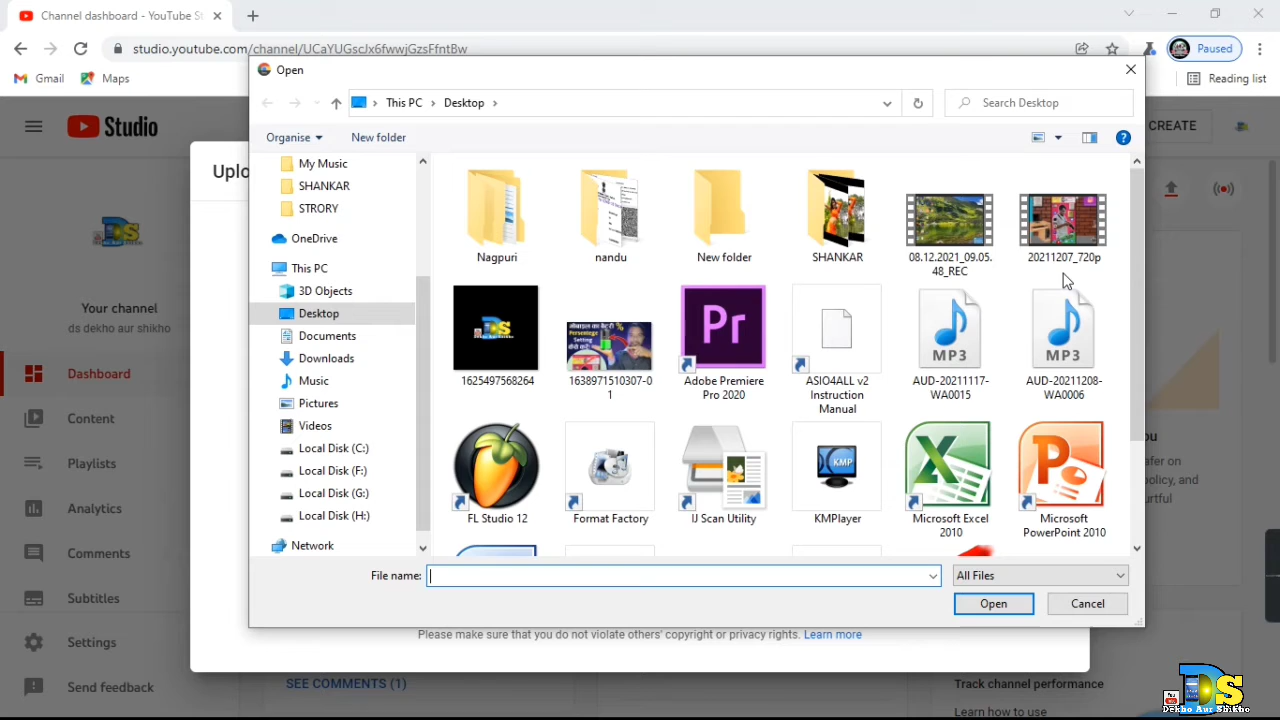 Channel dashboard - YouTube St
studio.youtube.com/channel/UCaYUGscJx6fwwjGzsFfntBw
Paused
Gmail
Maps
Reading list
Open
This PC
Desktop
Search Desktop
Organise
New folder
Studio
CREATE
Uplo
Your channel
ds dekho aur shikho
Dashboard
Content
Playlists
Analytics
Comments
Subtitles
Settings
Send feedback
My Music
SHANKAR
STRORY
OneDrive
This PC
3D Objects
Desktop
Documents
Downloads
Music
Pictures
Videos
Local Disk (C:)
Local Disk (F:)
Local Disk (G:)
Local Disk (H:)
Network
Nagpuri
nandu
New folder
SHANKAR
08.12.2021_09.05.
48_REC
20211207_720p
1625497568264
1638971510307-0
1
Adobe Premiere
Pro 2020
ASIO4ALL v2
Instruction
Manual
AUD-20211117-
WA0015
AUD-20211208-
WA0006
FL Studio 12
Format Factory
IJ Scan Utility
KMPlayer
Microsoft Excel
2010
Microsoft
PowerPoint 2010
File name:
All Files
Open
Cancel
Please make sure that you do not violate others' copyright or privacy rights. Learn more
SEE COMMENTS (1)
Track channel performance
Learn how to use
DS
Dekho Aur Shikho